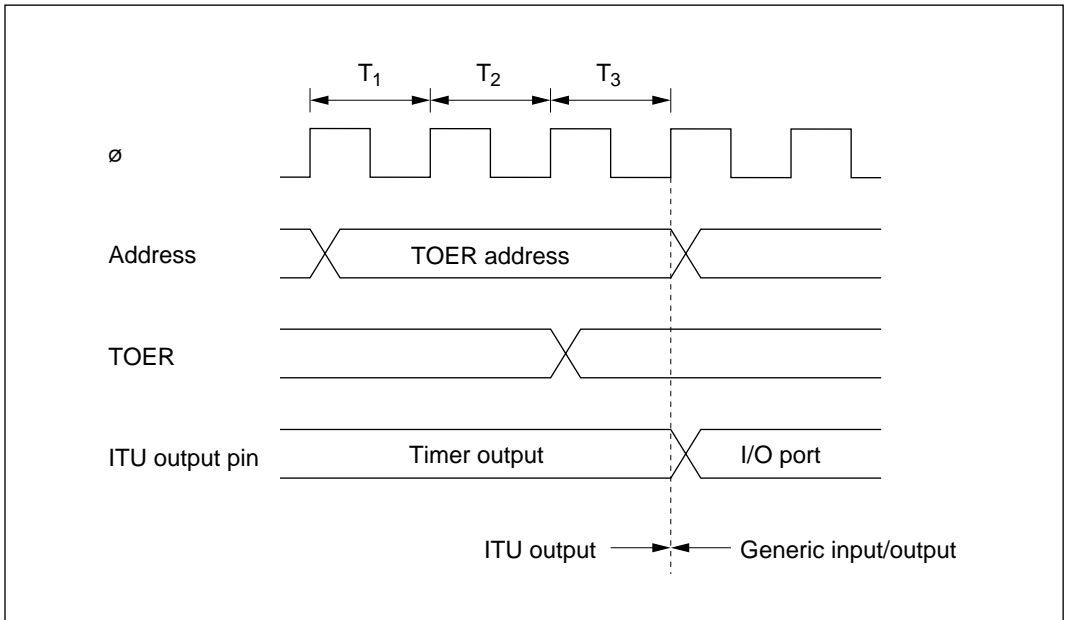 T1 T2 T3
ø
Address TOER address
TOER
ITU output pin Timer output I/O port
ITU output Generic input/output